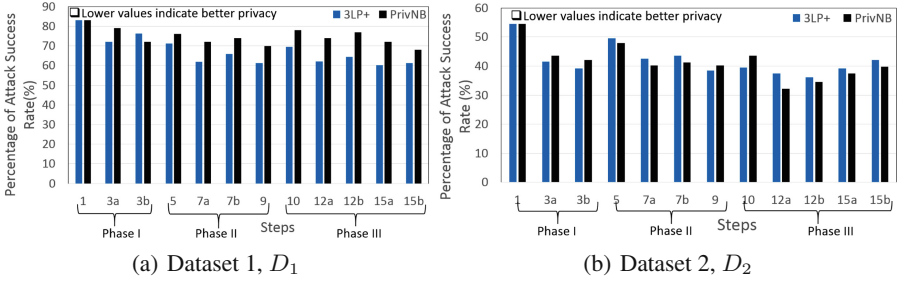 ❑ Lower values indicate better privacy
3LP+ PrivNB
Percentage of Attack Success
Rate(%)
90
80
70
60
50
40
30
20
10
0
1 3a 3b 5 7a 7b 9 10 12a 12b 15a 15b
Phase I Phase II Steps Phase III
(a) Dataset 1, D1
❑ Lower values indicate better privacy
3LP+ PrivNB
Percentage of Attack Success
Rate(%)
60
50
40
30
20
10
0
1 3a 3b 5 7a 7b 9 10 12a 12b 15a 15b
Phase I Phase II Steps Phase III
(b) Dataset 2, D2